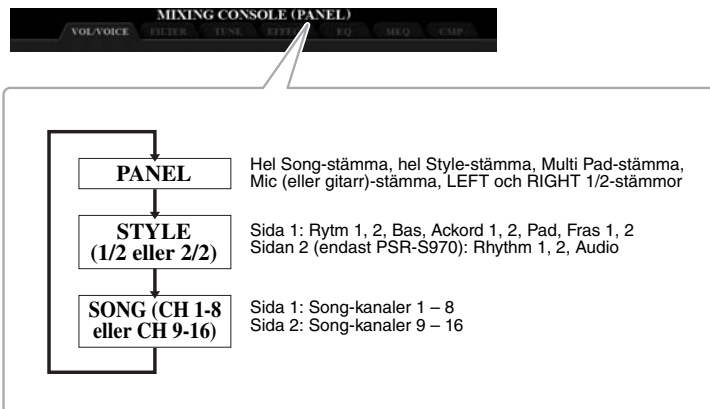 MIXING CONSOLE (PANEL)
VOL/VOICE FILTER TUNE EFFECT EQ MEQ CMP
PANEL
Hel Song-stämma, hel Style-stämma, Multi Pad-stämma,
Mic (eller gitarr)-stämma, LEFT och RIGHT 1/2-stämmor
STYLE
(1/2 eller 2/2)
Sida 1: Rytm 1, 2, Bas, Ackord 1, 2, Pad, Fras 1, 2
Sidan 2 (endast PSR-S970): Rhythm 1, 2, Audio
SONG (CH 1-8
eller CH 9-16)
Sida 1: Song-kanaler 1 – 8
Sida 2: Song-kanaler 9 – 16